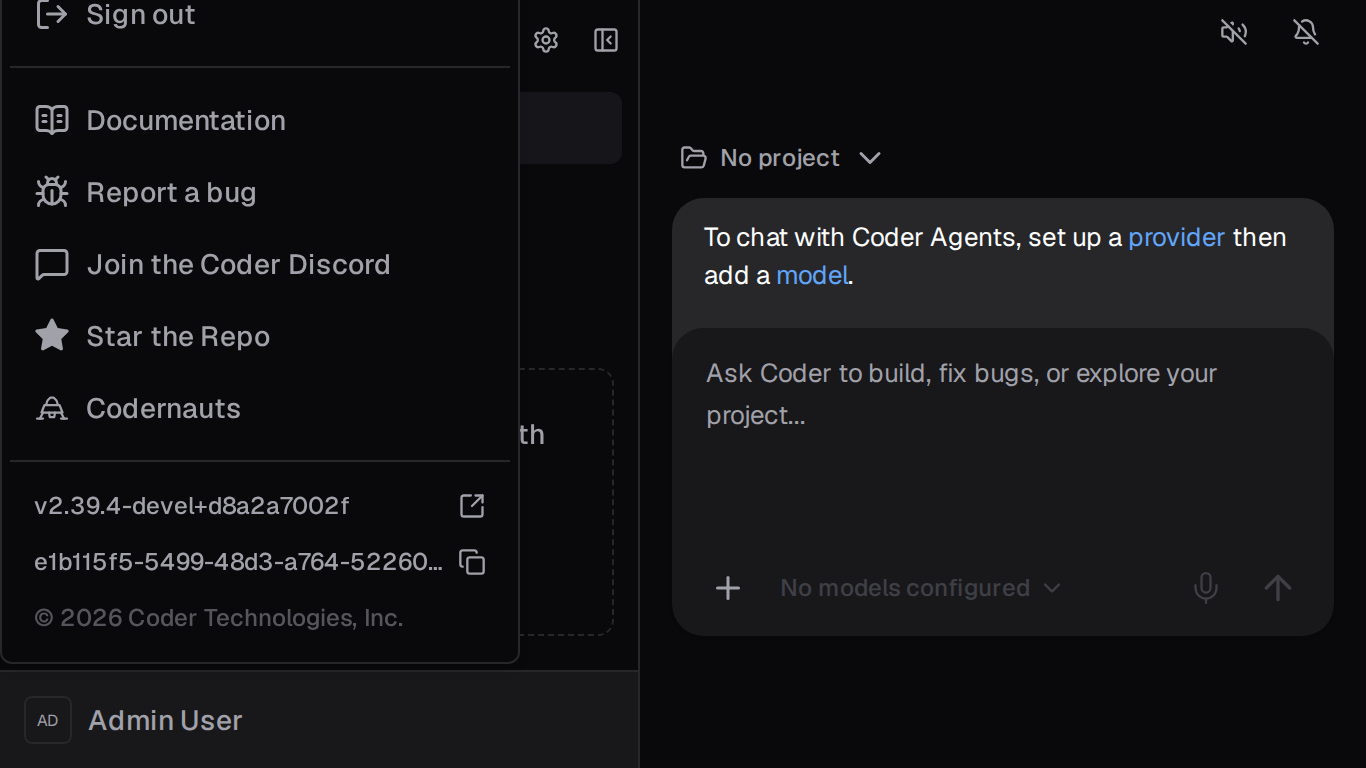 Sign out
Documentation
Report a bug
Join the Coder Discord
Star the Repo
Codernauts
v2.39.4-devel+d8a2a7002f
e1b115f5-5499-48d3-a764-52260...
© 2026 Coder Technologies, Inc.
th
AD
Admin User
No project
To chat with Coder Agents, set up a provider then
add a model.
Ask Coder to build, fix bugs, or explore your
project...
No models configured